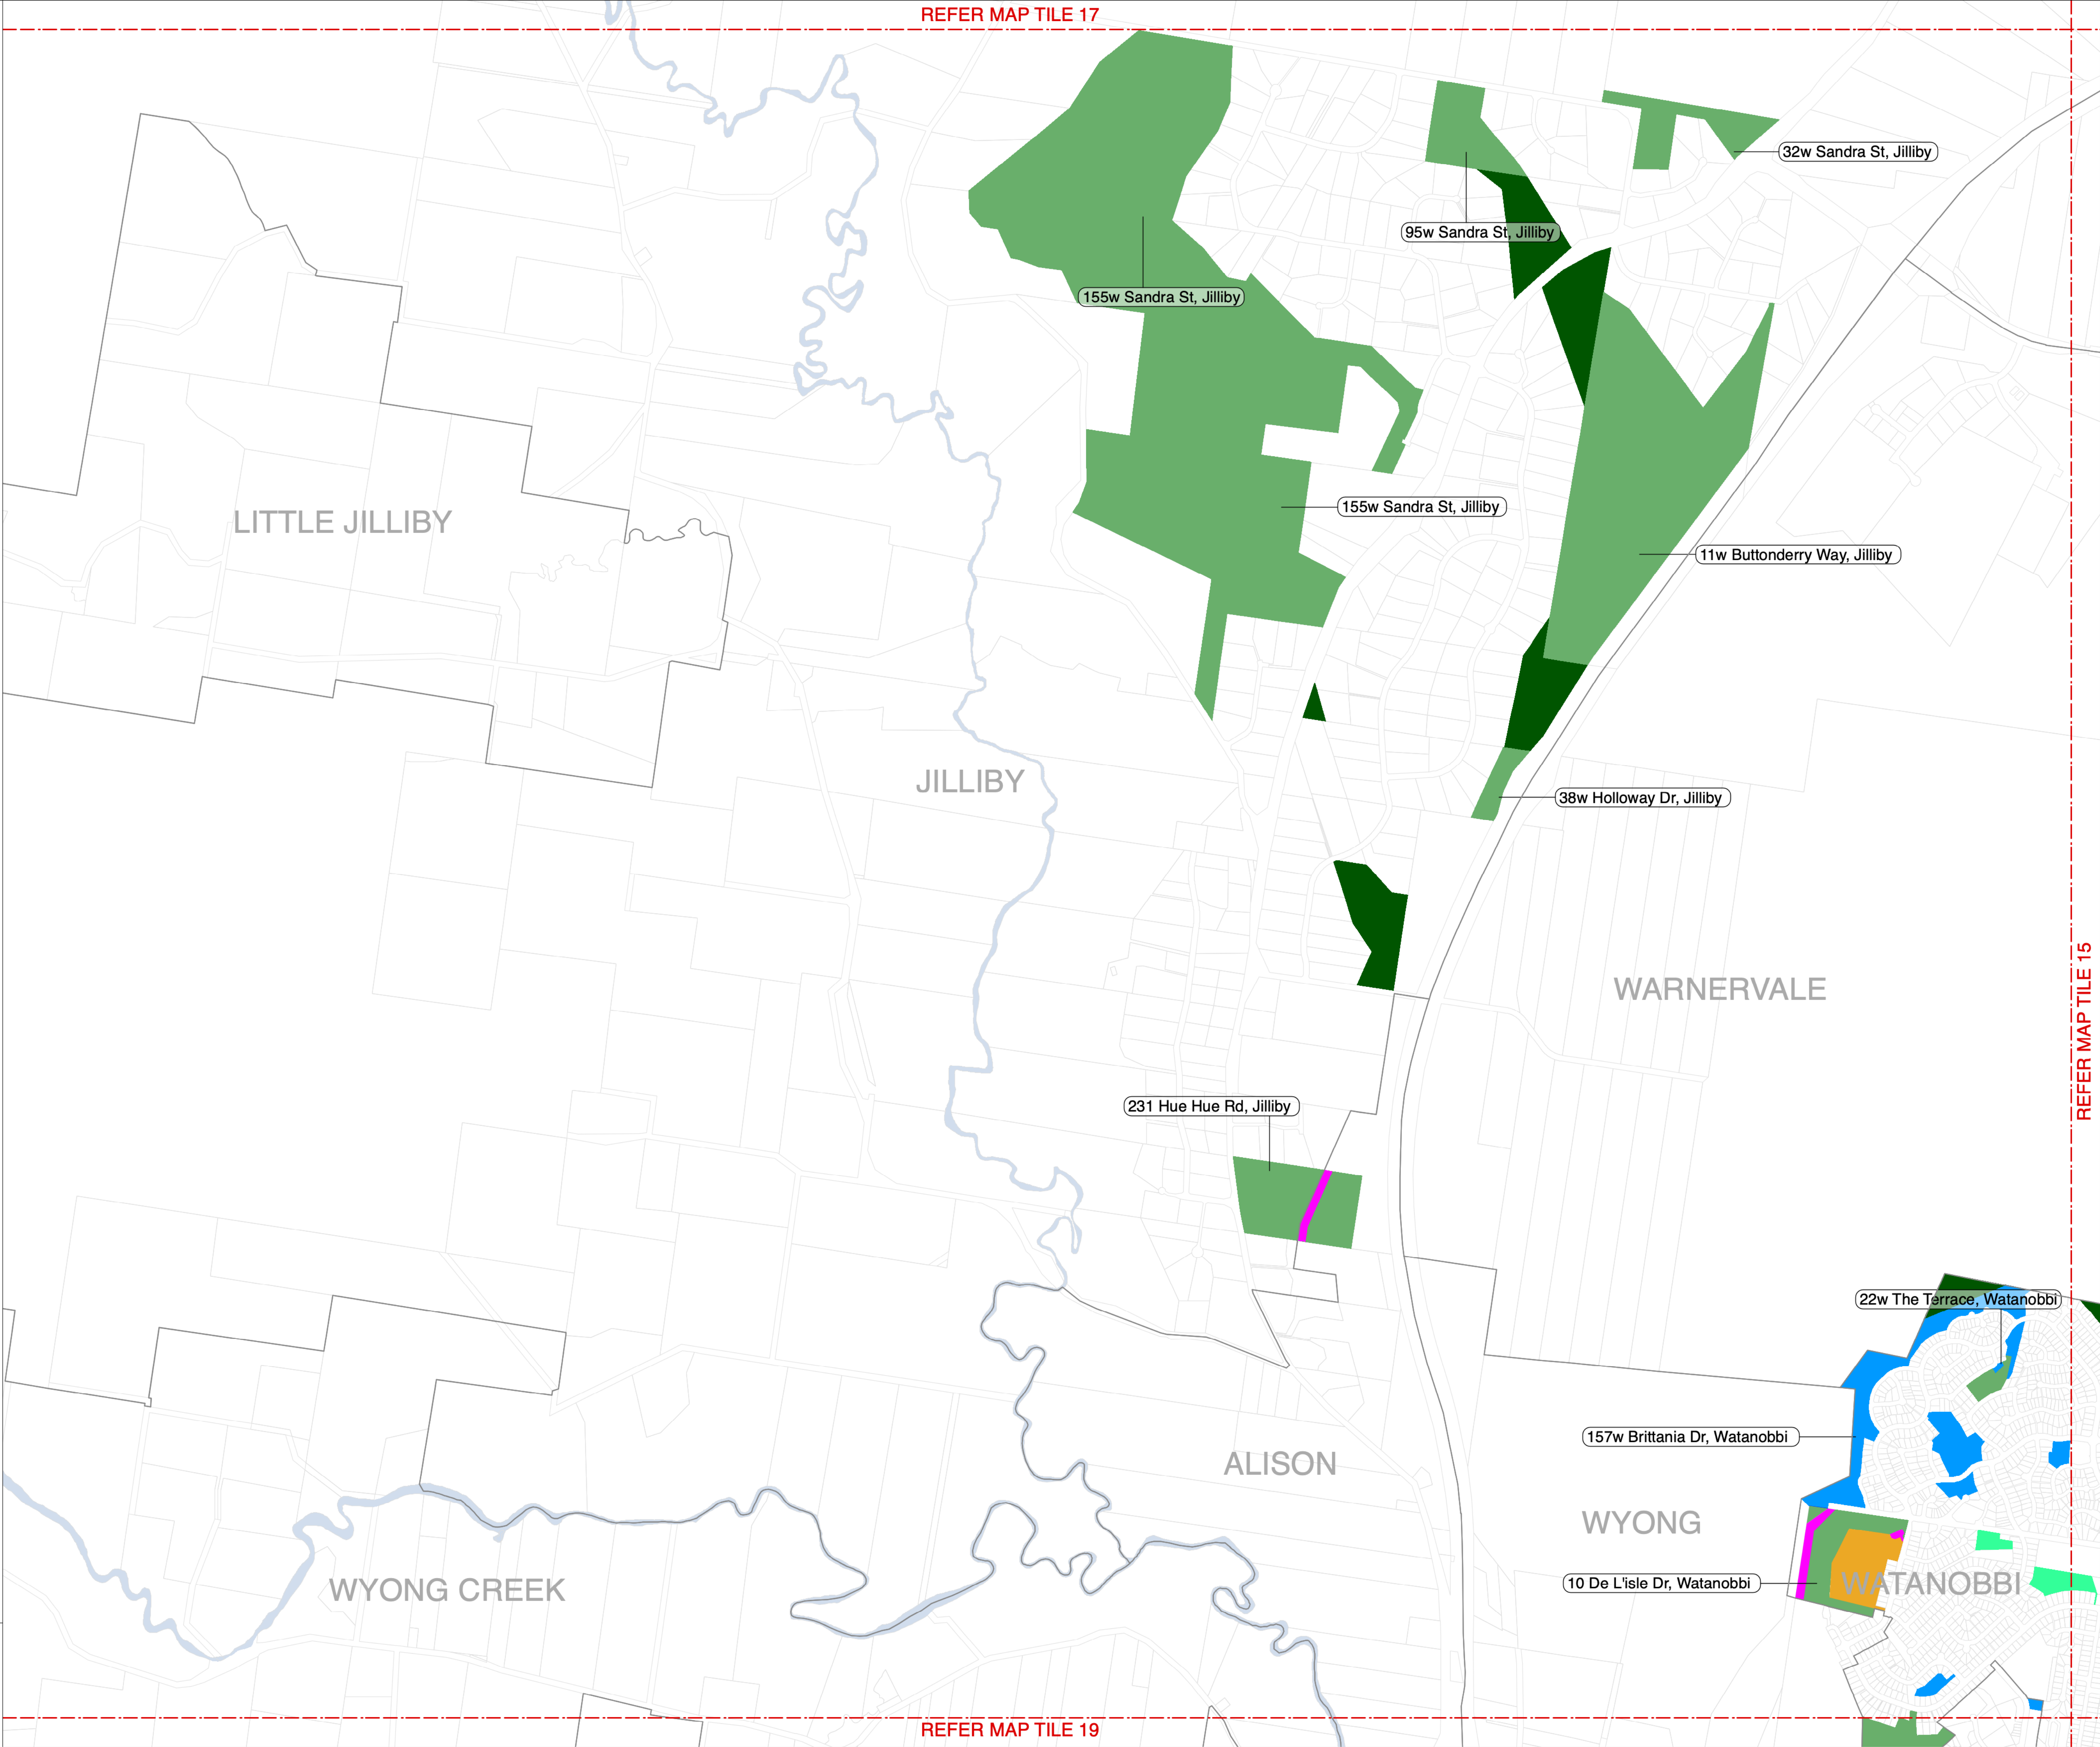 REFER MAP TILE 17
32w Sandra St, Jilliby
95w Sandra St, Jilliby
155w Sandra St, Jilliby
155w Sandra St, Jilliby
LITTLE JILLIBY
11w Buttonderry Way, Jilliby
JILLIBY
38w Holloway Dr, Jilliby
WARNERVALE
REFER MAP TILE 15
231 Hue Hue Rd, Jilliby
22w The Terrace, Watanobbi
157w Brittania Dr, Watanobbi
ALISON
WYONG
10 De L'isle Dr, Watanobbi
WATANOBBI
WYONG CREEK
REFER MAP TILE 19